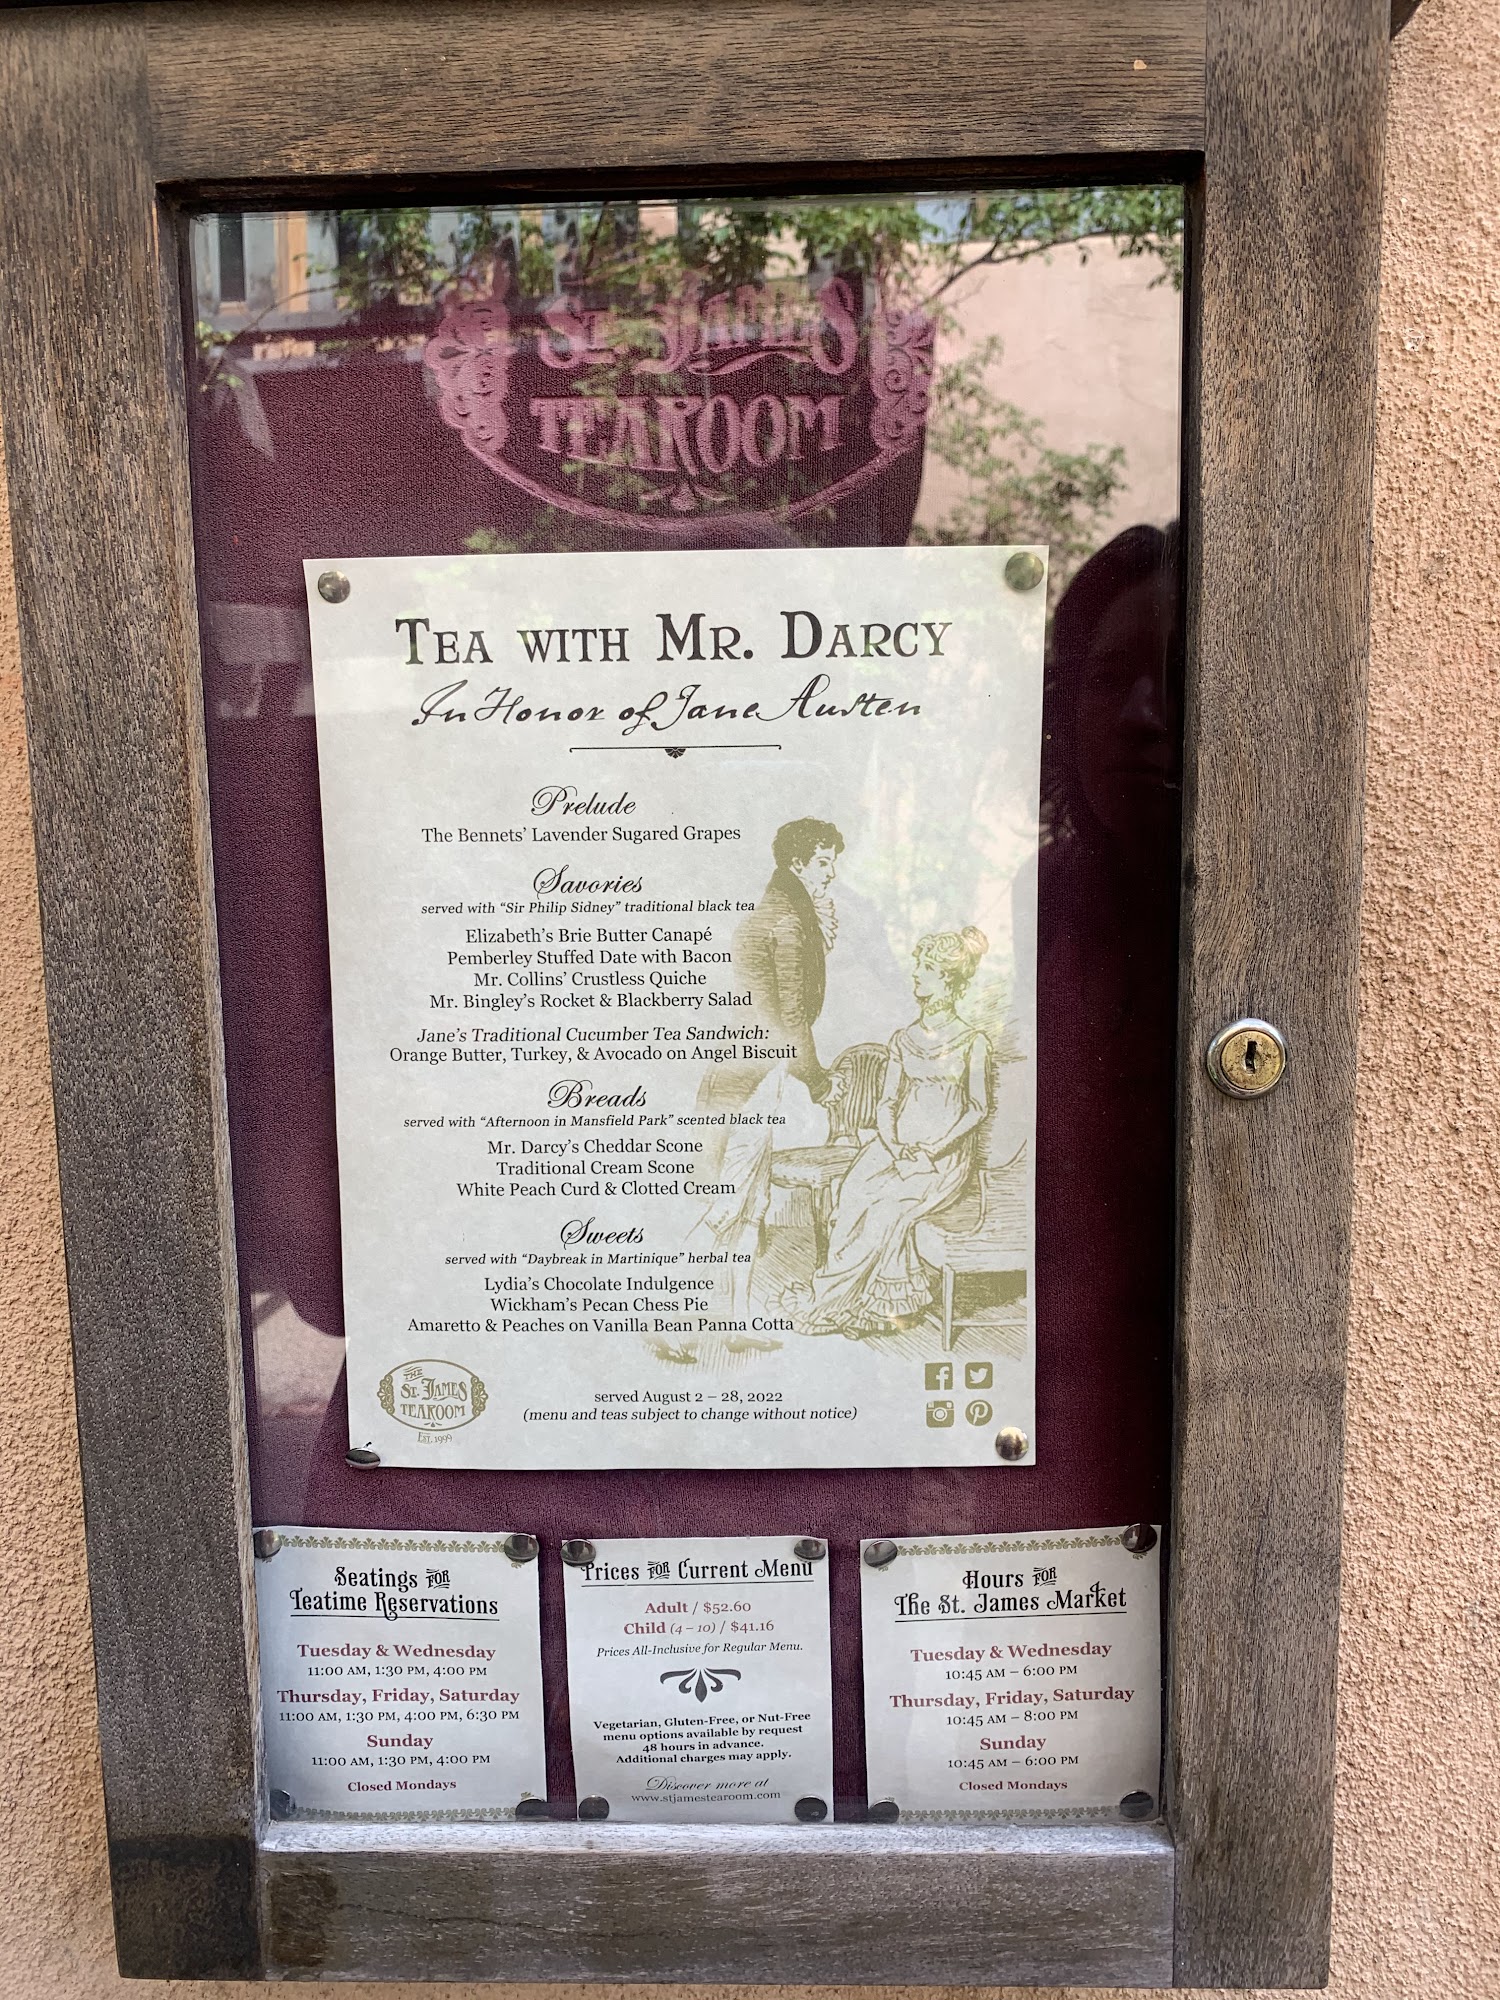 St. James
Tearoom
Tea with Mr. Darcy
In Honor of Jane Austen
Prelude
The Bennets' Lavender Sugared Grapes
Savories
served with "Sir Philip Sidney" traditional black tea
Elizabeth's Brie Butter Canapé
Pemberley Stuffed Date with Bacon
Mr. Collins' Crustless Quiche
Mr. Bingley's Rocket & Blackberry Salad
Jane's Traditional Cucumber Tea Sandwich:
Orange Butter, Turkey, & Avocado on Angel Biscuit
Breads
served with "Afternoon in Mansfield Park" scented black tea
Mr. Darcy's Cheddar Scone
Traditional Cream Scone
White Peach Curd & Clotted Cream
Sweets
served with "Daybreak in Martinique" herbal tea
Lydia's Chocolate Indulgence
Wickham's Pecan Chess Pie
Amaretto & Peaches on Vanilla Bean Panna Cotta
The
St. James
Tearoom
Est. 1999
served August 2 – 28, 2022
(menu and teas subject to change without notice)
Seatings for
Teatime Reservations
Tuesday & Wednesday
11:00 AM, 1:30 PM, 4:00 PM
Thursday, Friday, Saturday
11:00 AM, 1:30 PM, 4:00 PM, 6:30 PM
Sunday
11:00 AM, 1:30 PM, 4:00 PM
Closed Mondays
Prices for Current Menu
Adult / $52.60
Child (4 – 10) / $41.16
Prices All-Inclusive for Regular Menu.
Vegetarian, Gluten-Free, or Nut-Free
menu options available by request
48 hours in advance.
Additional charges may apply.
Discover more at
www.stjamestearoom.com
Hours for
The St. James Market
Tuesday & Wednesday
10:45 AM – 6:00 PM
Thursday, Friday, Saturday
10:45 AM – 8:00 PM
Sunday
10:45 AM – 6:00 PM
Closed Mondays